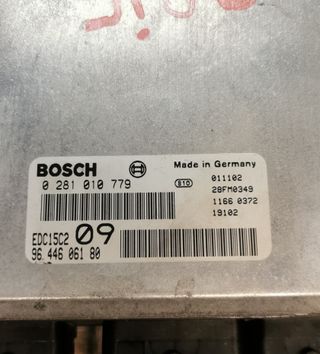 BOSCH Made in Germany
0 281 010 779 e10 011102
28FM0349
1166 0372
19102
EDC15C2 09
96 446 061 80